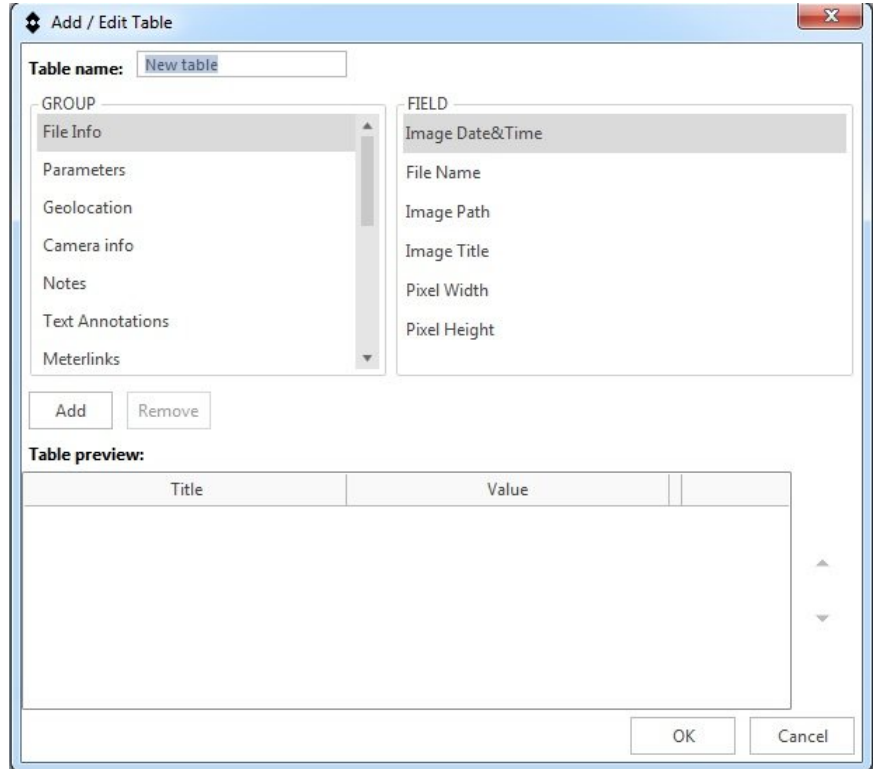 Add / Edit Table
Table name: New table
GROUP
File Info
Parameters
Geolocation
Camera info
Notes
Text Annotations
Meterlinks
FIELD
Image Date&Time
File Name
Image Path
Image Title
Pixel Width
Pixel Height
Add Remove
Table preview:
Title Value
OK Cancel